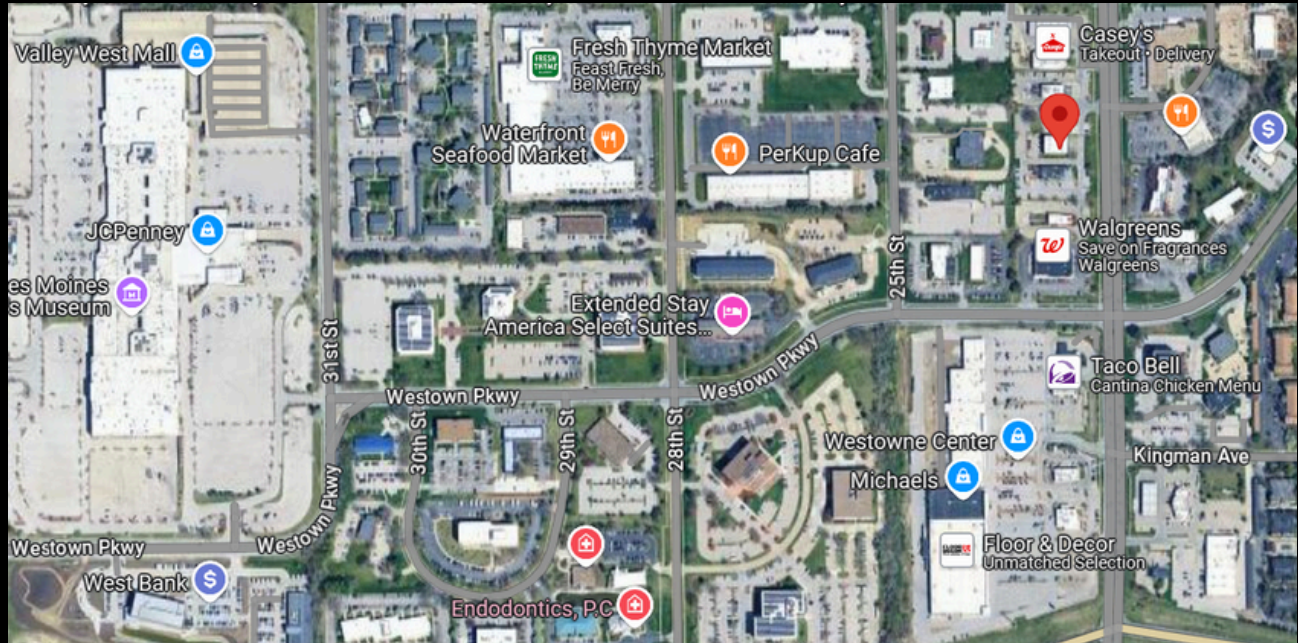 Valley West Mall
FRESH THYME
Fresh Thyme Market
Feast Fresh,
Be Merry
Casey's
Casey's
Takeout · Delivery
Waterfront
Seafood Market
PerKup Cafe
JCPenney
Walgreens
Save on Fragrances
Walgreens
25th St
es Moines
s Museum
Extended Stay
America Select Suites...
31st St
Westown Pkwy
Westown Pkwy
Taco Bell
Cantina Chicken Menu
30th St
29th St
28th St
Westowne Center
Kingman Ave
Michaels
Westown Pkwy
Westown Pkwy
Floor & Decor
Unmatched Selection
West Bank
Endodontics, P.C